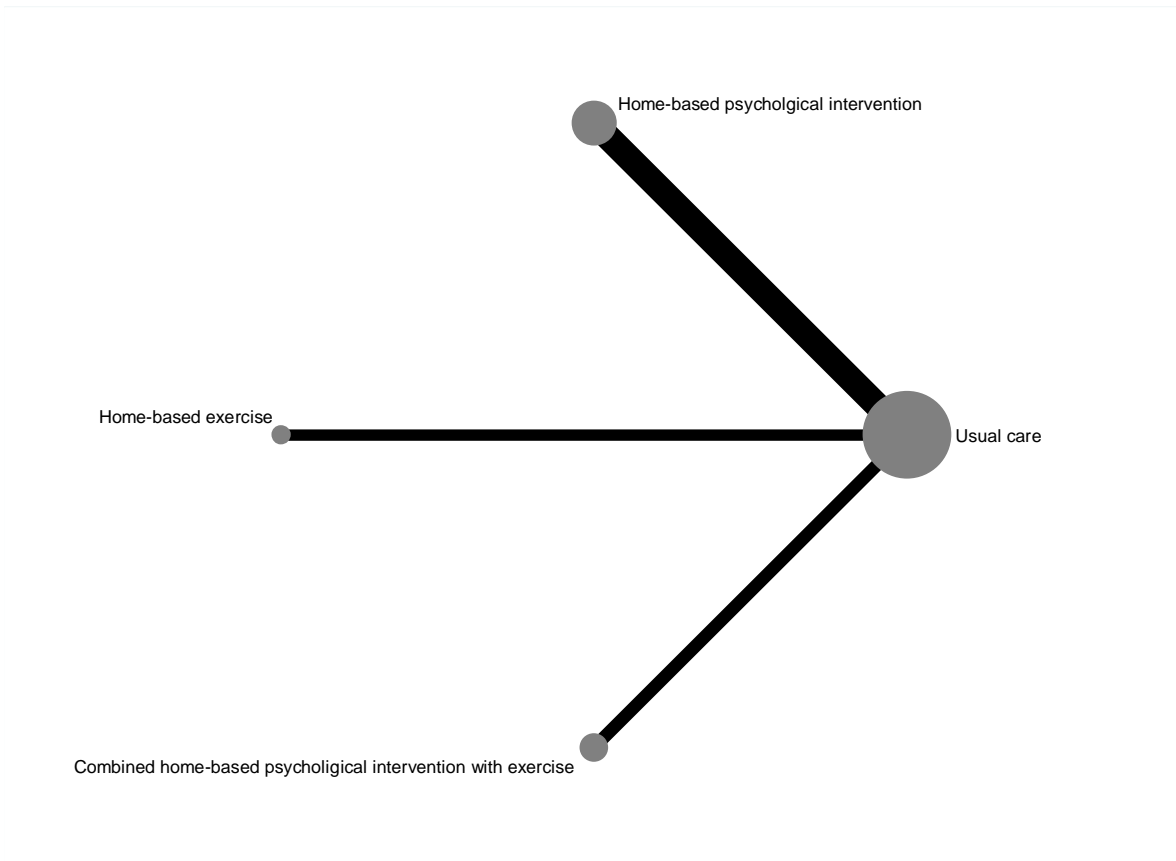 Home-based psycholgical intervention
Home-based exercise
Usual care
Combined home-based psycholigical intervention with exercise